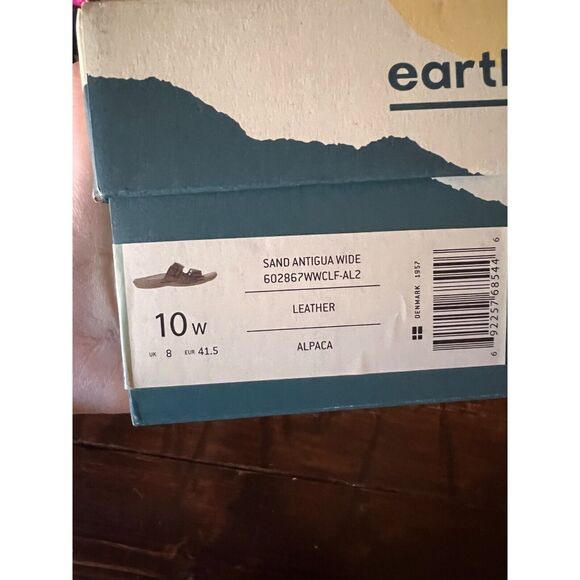 eart
SAND ANTIGUA WIDE
602867WWCLF-AL2
LEATHER
ALPACA
10 W
UK 8 EUR 41.5
DENMARK 1957
6 92257 68544 6